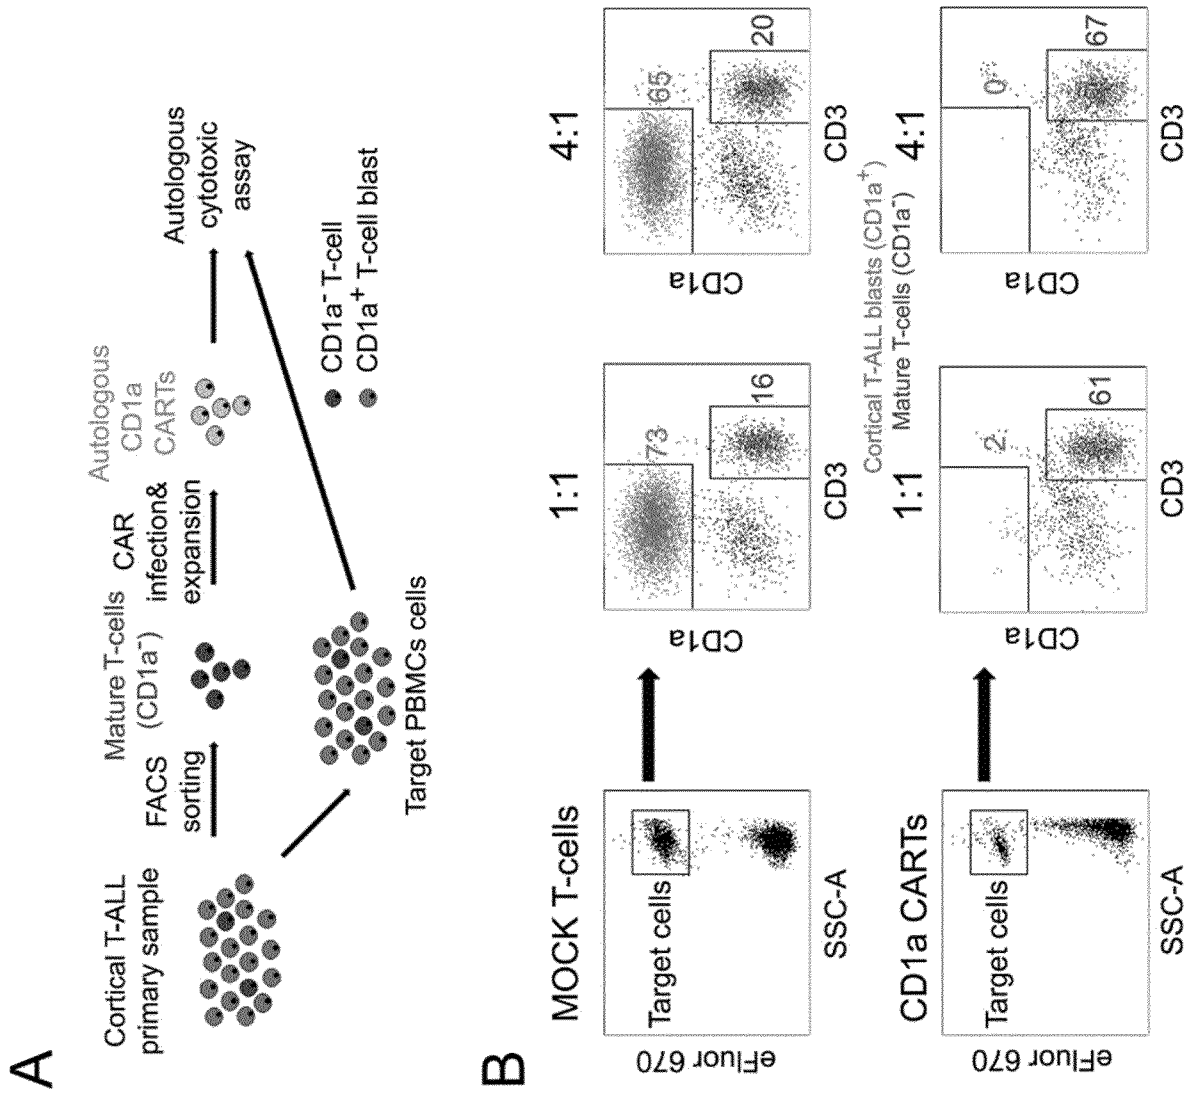 A
Cortical T-ALL
primary sample
FACS
sorting
Mature T-cells
(CD1a⁻)
CAR
infection&
expansion
Autologous
CD1a
CARTs
Autologous
cytotoxic
assay
Target PBMCs cells
CD1a⁻ T-cell
CD1a⁺ T-cell blast
B
MOCK T-cells
1:1
4:1
Target cells
eFluor 670
SSC-A
73
16
CD1a
CD3
65
20
CD1a
CD3
Cortical T-ALL blasts (CD1a⁺)
Mature T-cells (CD1a⁻)
CD1a CARTs
1:1
4:1
Target cells
eFluor 670
SSC-A
2
61
CD1a
CD3
0
67
CD1a
CD3